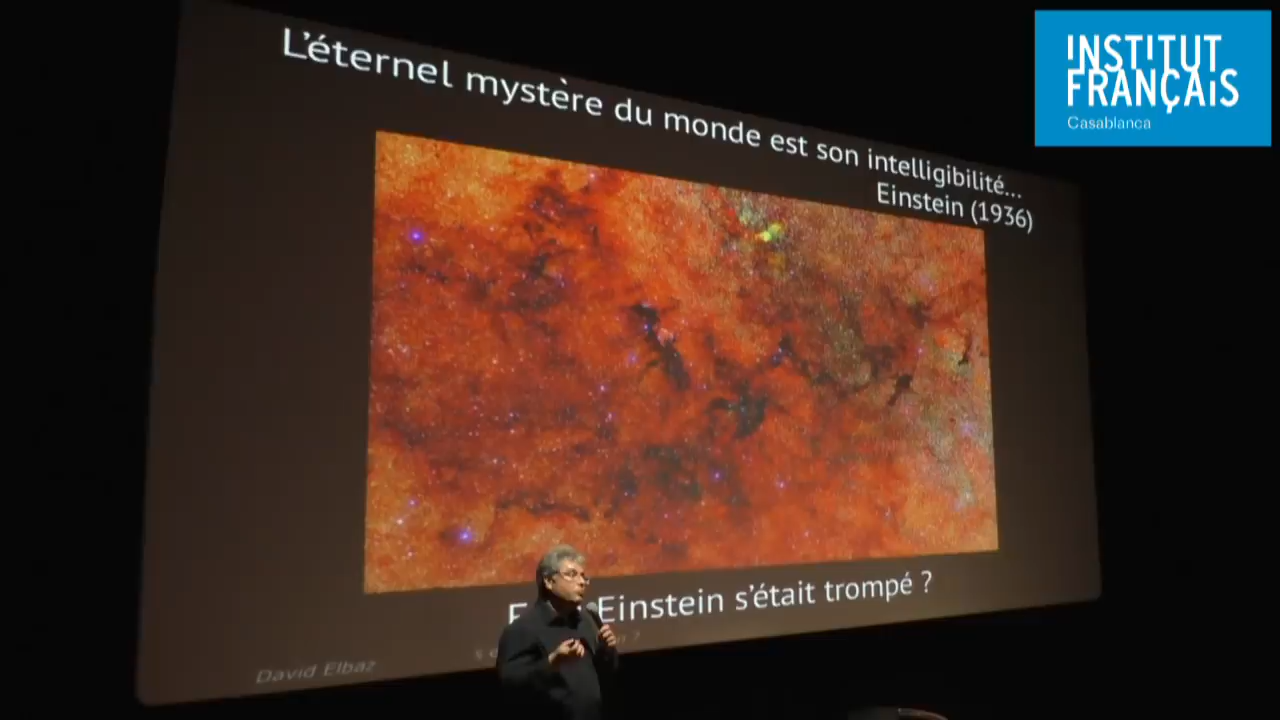 INSTITUT
FRANÇAIS
Casablanca
L'éternel mystère du monde est son intelligibilité...
Einstein (1936)
Einstein s'était trompé ?
David Elbaz